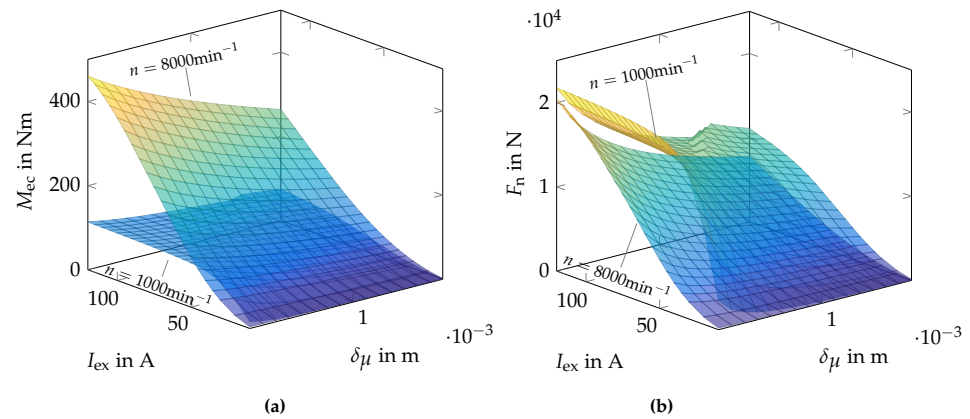 n = 8000min⁻¹
M_ec in Nm
400
200
0
n = 1000min⁻¹
100
50
1
·10⁻³
I_ex in A
δ_μ in m
(a)
·10⁴
n = 1000min⁻¹
F_n in N
2
1
0
n = 8000min⁻¹
100
50
1
·10⁻³
I_ex in A
δ_μ in m
(b)